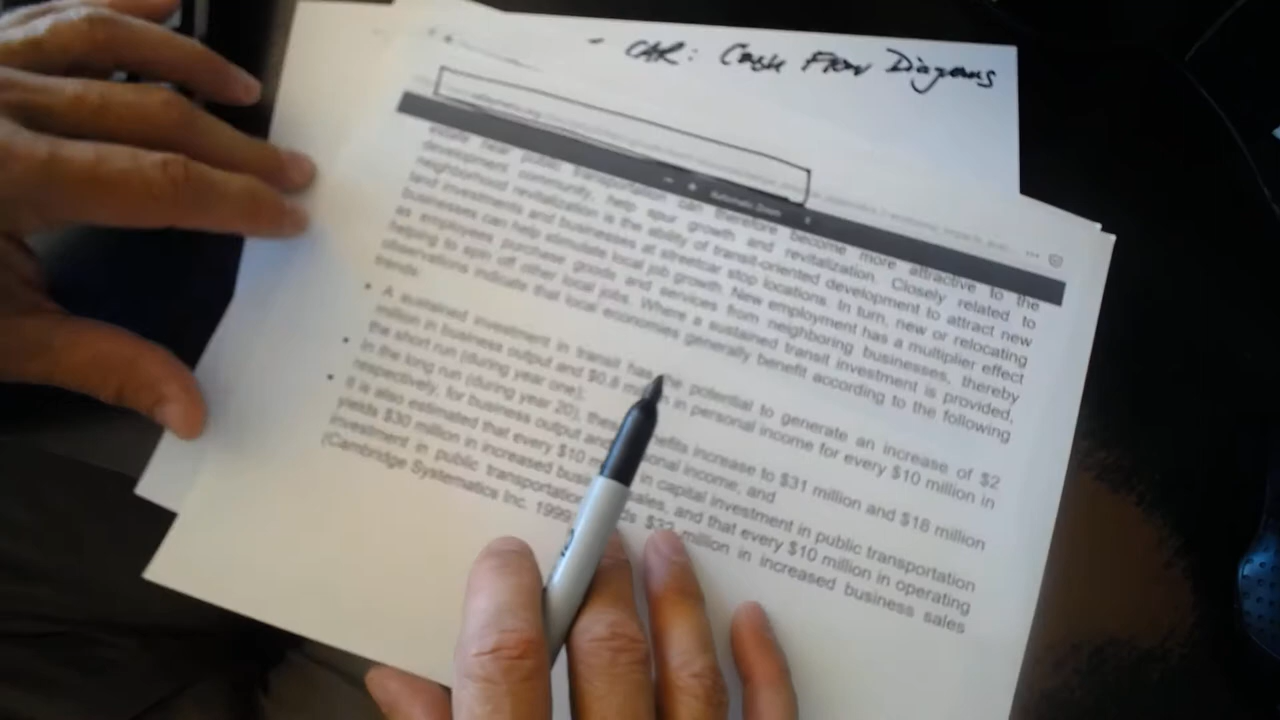 - CAR: Cash Flow Diagrams
Automatic Zoom
local public transportation can therefore become more attractive to the
development community, help spur growth and revitalization. Closely related to
neighborhood revitalization is the ability of transit-oriented development to attract new
land investments and businesses at streetcar stop locations. In turn, new or relocating
businesses can help stimulate local job growth. New employment has a multiplier effect
as employees purchase goods and services from neighboring businesses, thereby
helping to spin off other local jobs. Where a sustained transit investment is provided,
observations indicate that local economies generally benefit according to the following
trends:
• A sustained investment in transit has the potential to generate an increase of $2
million in business output and $0.8 in personal income for every $10 million in
the short run (during year one);
• In the long run (during year 20), these benefits increase to $31 million and $18 million
respectively, for business output and personal income, and
• It is also estimated that every $10 in capital investment in public transportation
yields $30 million in increased business sales, and that every $10 million in operating
investment in public transportation $32 million in increased business sales
(Cambridge Systematics Inc. 1999